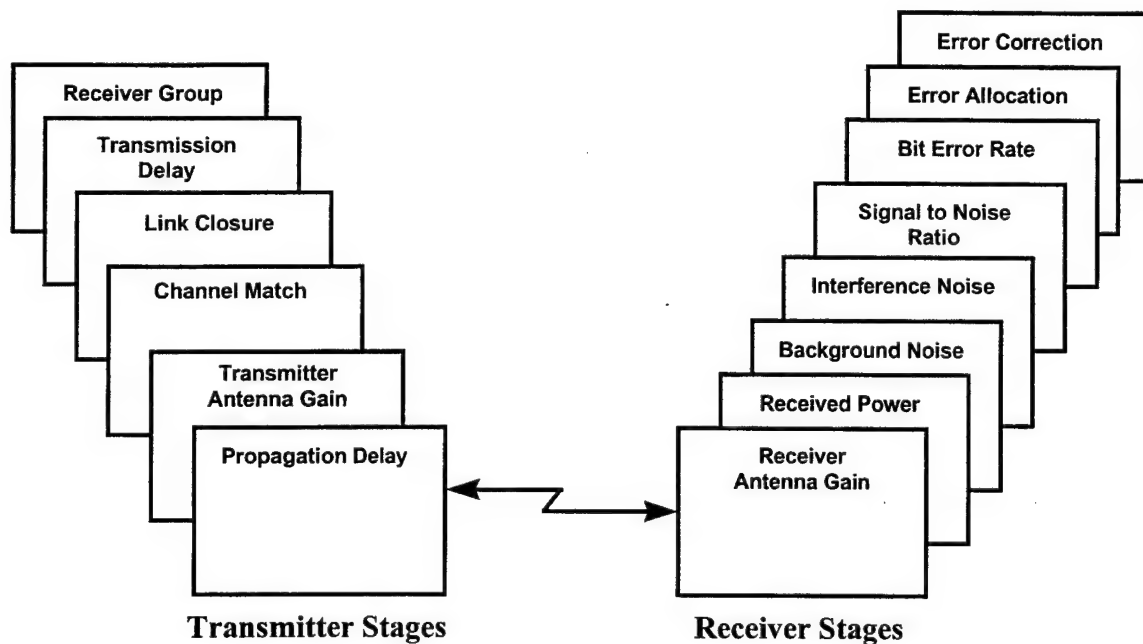 Receiver Group
Transmission
Delay
Link Closure
Channel Match
Transmitter
Antenna Gain
Propagation Delay
Transmitter Stages
Error Correction
Error Allocation
Bit Error Rate
Signal to Noise
Ratio
Interference Noise
Background Noise
Received Power
Receiver
Antenna Gain
Receiver Stages